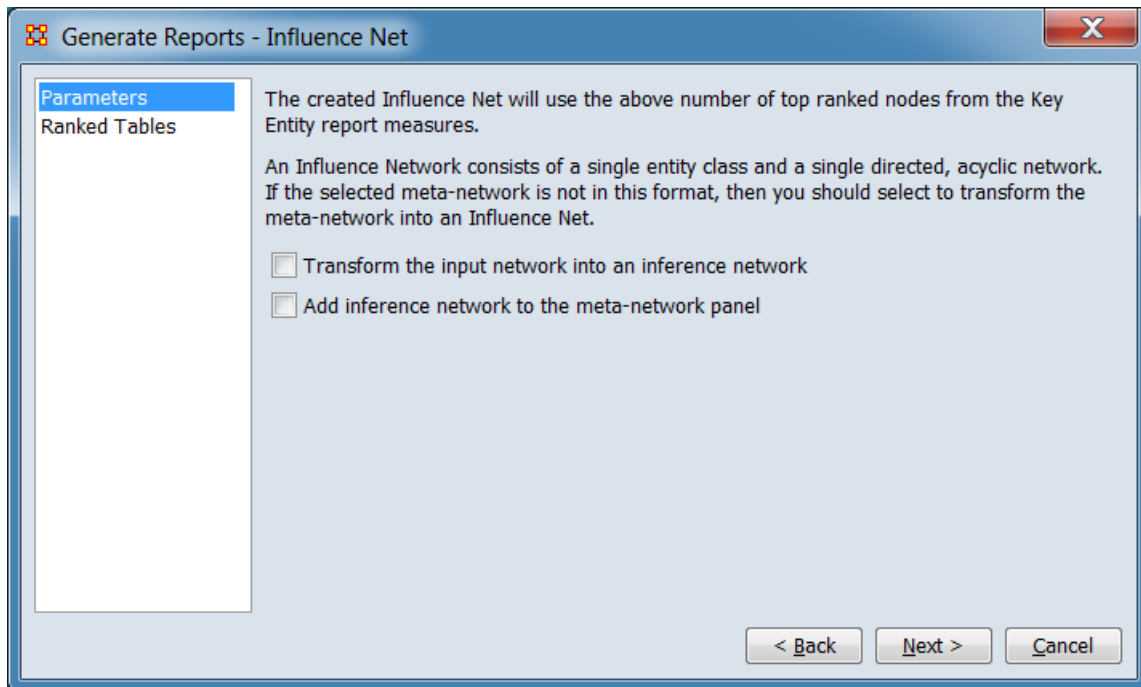 Generate Reports - Influence Net
X
Parameters
Ranked Tables
The created Influence Net will use the above number of top ranked nodes from the Key
Entity report measures.
An Influence Network consists of a single entity class and a single directed, acyclic network.
If the selected meta-network is not in this format, then you should select to transform the
meta-network into an Influence Net.
Transform the input network into an inference network
Add inference network to the meta-network panel
< Back
Next >
Cancel